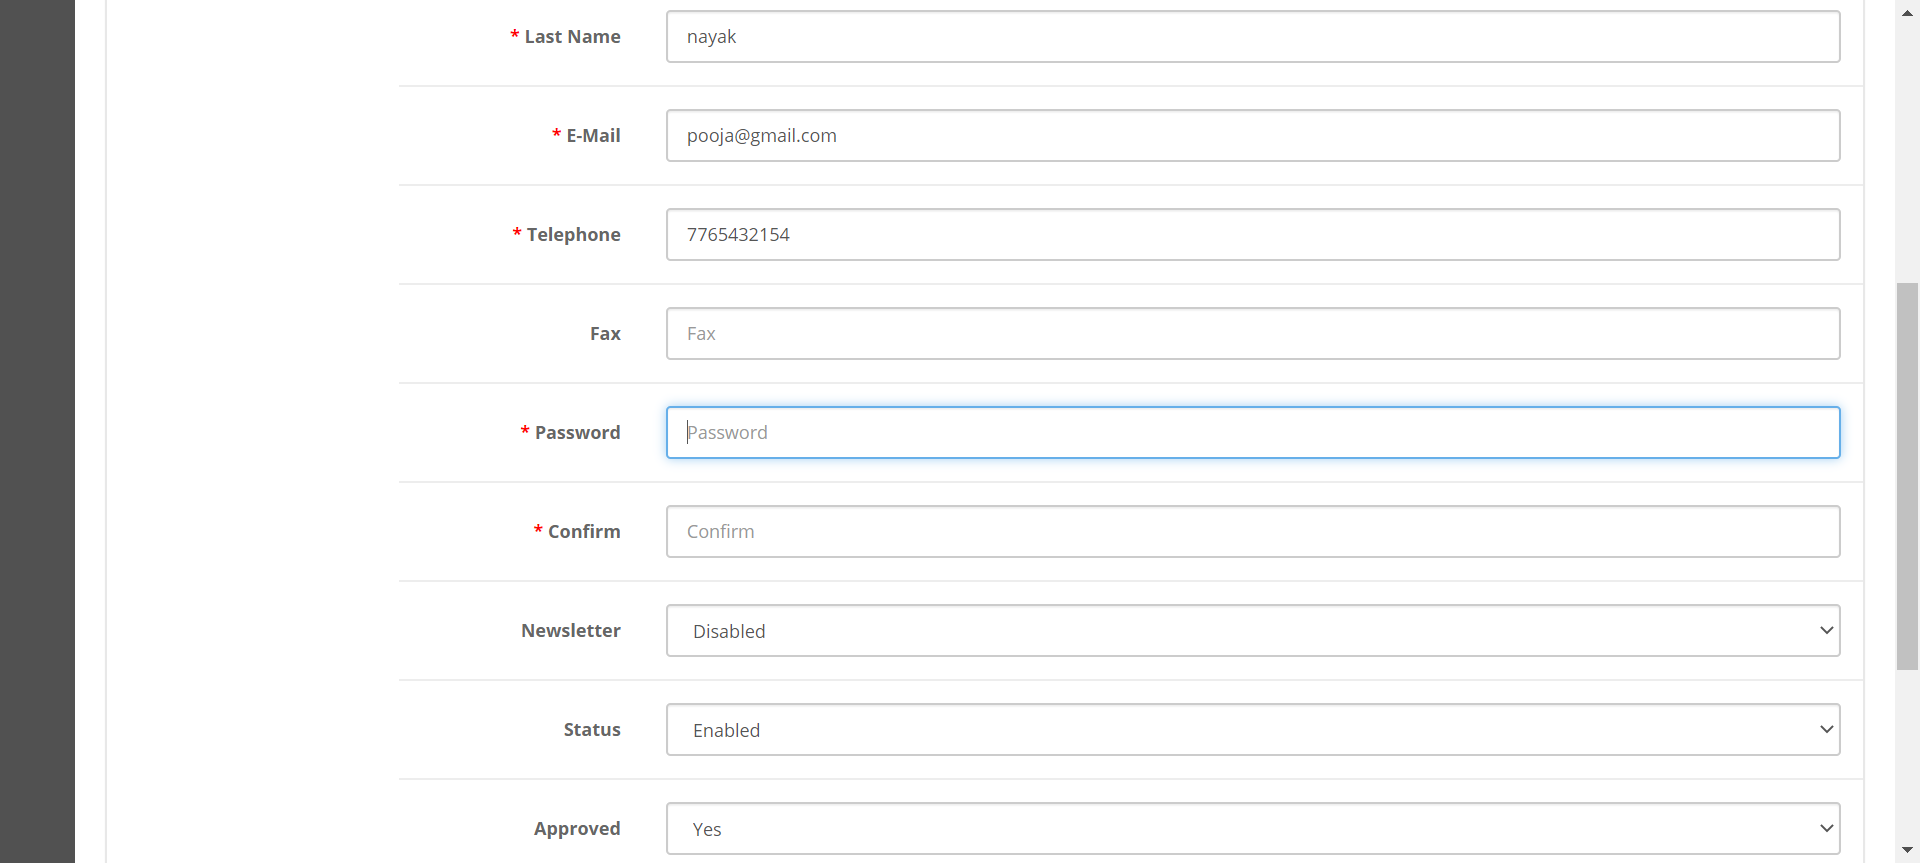 * Last Name nayak
* E-Mail pooja@gmail.com
* Telephone 7765432154
Fax Fax
* Password Password
* Confirm Confirm
Newsletter Disabled
Status Enabled
Approved Yes